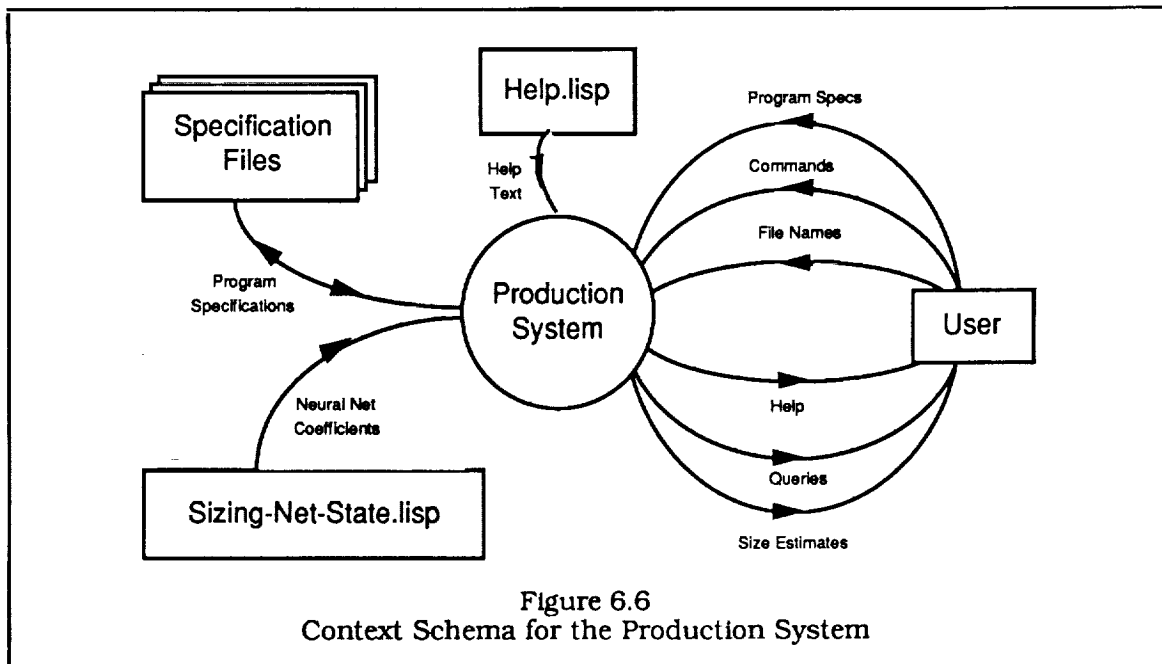 Specification
Files
Help.lisp
Program Specs
Commands
File Names
Help
Text
Program
Specifications
Production
System
User
Neural Net
Coefficients
Help
Queries
Size Estimates
Sizing-Net-State.lisp
Figure 6.6
Context Schema for the Production System